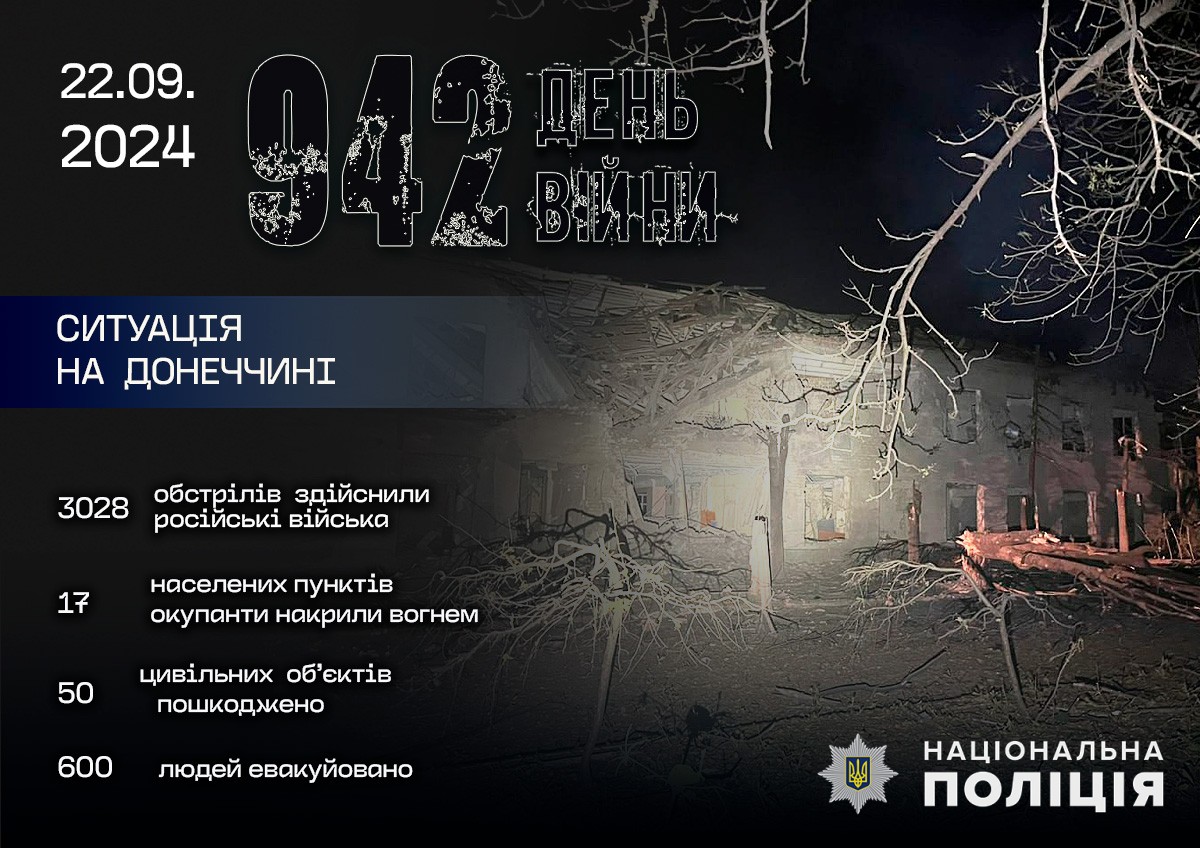 22.09.
2024
942
ДЕНЬ
ВІЙНИ
СИТУАЦІЯ
НА ДОНЕЧЧИНІ
3028
обстрілів здійснили
російські війська
17
населених пунктів
окупанти накрили вогнем
50
цивільних об'єктів
пошкоджено
600
людей евакуйовано
НАЦІОНАЛЬНА
ПОЛІЦІЯ